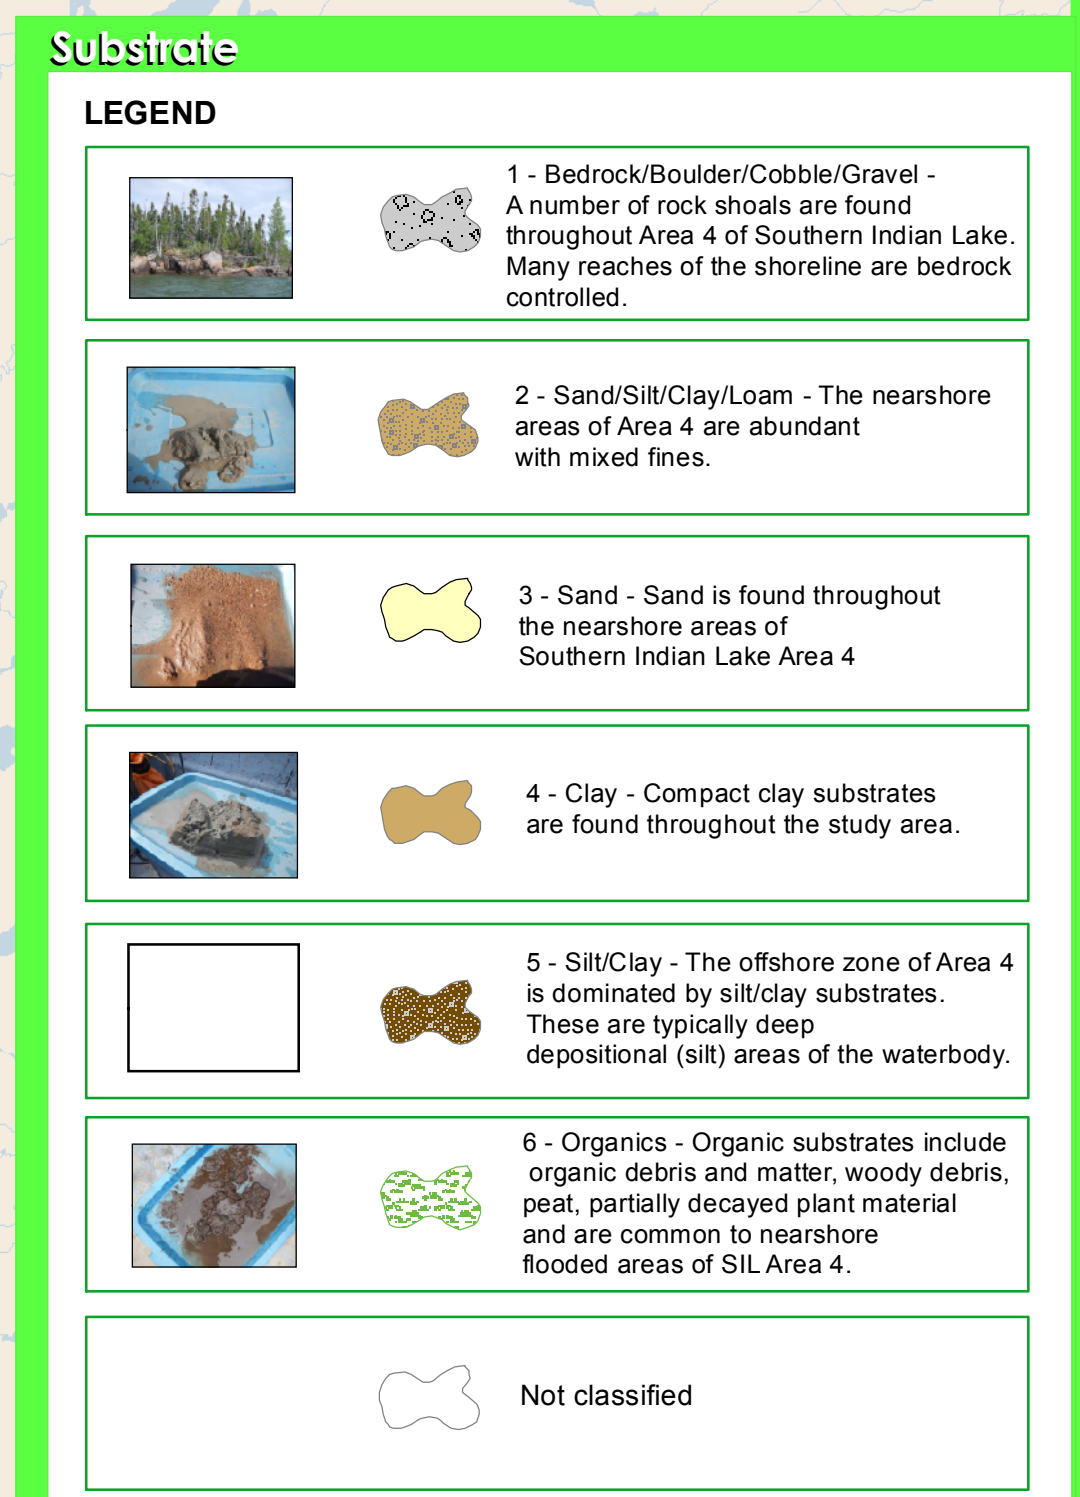 Substrate
LEGEND
1 - Bedrock/Boulder/Cobble/Gravel -
A number of rock shoals are found
throughout Area 4 of Southern Indian Lake.
Many reaches of the shoreline are bedrock
controlled.
2 - Sand/Silt/Clay/Loam - The nearshore
areas of Area 4 are abundant
with mixed fines.
3 - Sand - Sand is found throughout
the nearshore areas of
Southern Indian Lake Area 4
4 - Clay - Compact clay substrates
are found throughout the study area.
5 - Silt/Clay - The offshore zone of Area 4
is dominated by silt/clay substrates.
These are typically deep
depositional (silt) areas of the waterbody.
6 - Organics - Organic substrates include
organic debris and matter, woody debris,
peat, partially decayed plant material
and are common to nearshore
flooded areas of SIL Area 4.
Not classified